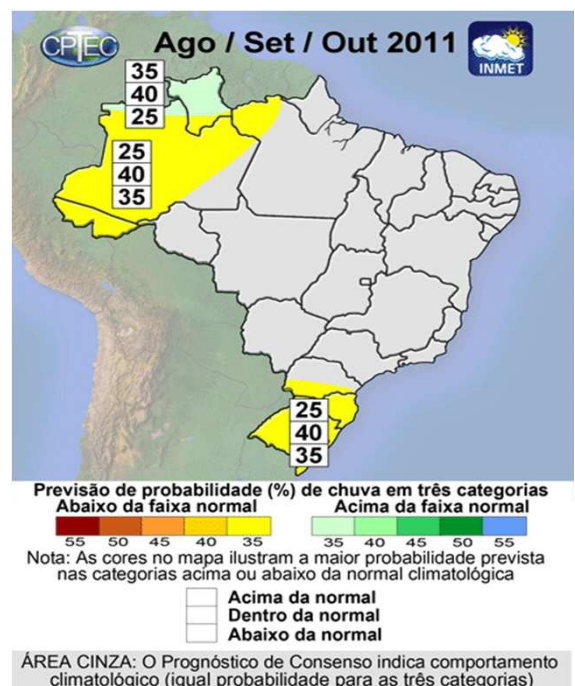 CPTEC
Ago / Set / Out 2011
INMET
35
40
25
25
40
35
25
40
35
Previsão de probabilidade (%) de chuva em três categorias
Abaixo da faixa normal Acima da faixa normal
55 50 45 40 35 35 40 45 50 55
Nota: As cores no mapa ilustram a maior probabilidade prevista
nas categorias acima ou abaixo da normal climatológica
Acima da normal
Dentro da normal
Abaixo da normal
ÁREA CINZA: O Prognóstico de Consenso indica comportamento
climatológico (igual probabilidade para as três categorias)